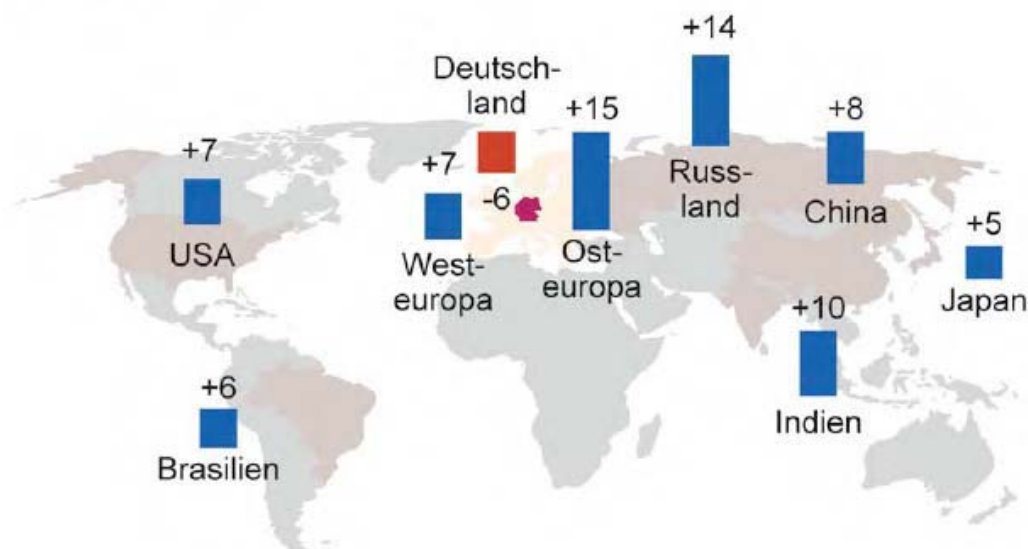 +14
Deutsch-
land
+15
+8
+7
+7
-6
Russ-
land
China
+5
USA
West-
europa
Ost-
europa
Japan
+10
+6
Indien
Brasilien